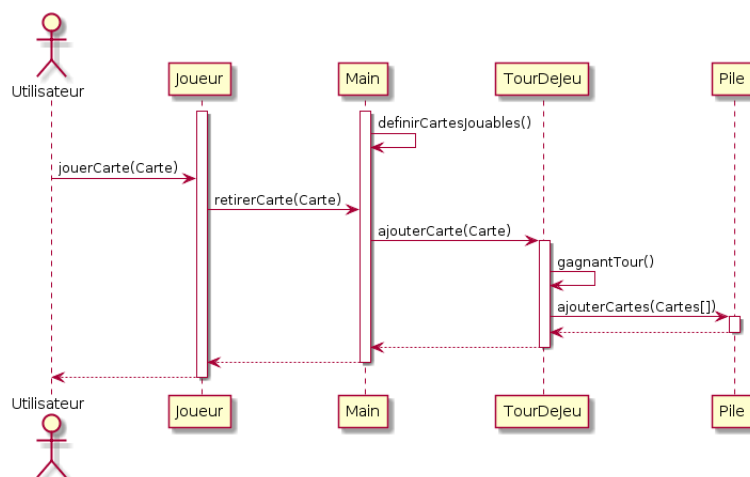 Utilisateur
Joueur
Main
TourDeJeu
Pile
definirCartesJouables()
jouerCarte(Carte)
retirerCarte(Carte)
ajouterCarte(Carte)
gagnantTour()
ajouterCartes(Cartes[])
Utilisateur
Joueur
Main
TourDeJeu
Pile